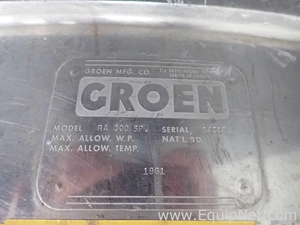 GROEN MFG. CO.
GROEN
MODEL RA 300 SP. SERIAL,
MAX. ALLOW. W.P. NAT'L BD.
MAX. ALLOW. TEMP.
1981
www.EquipNet.com